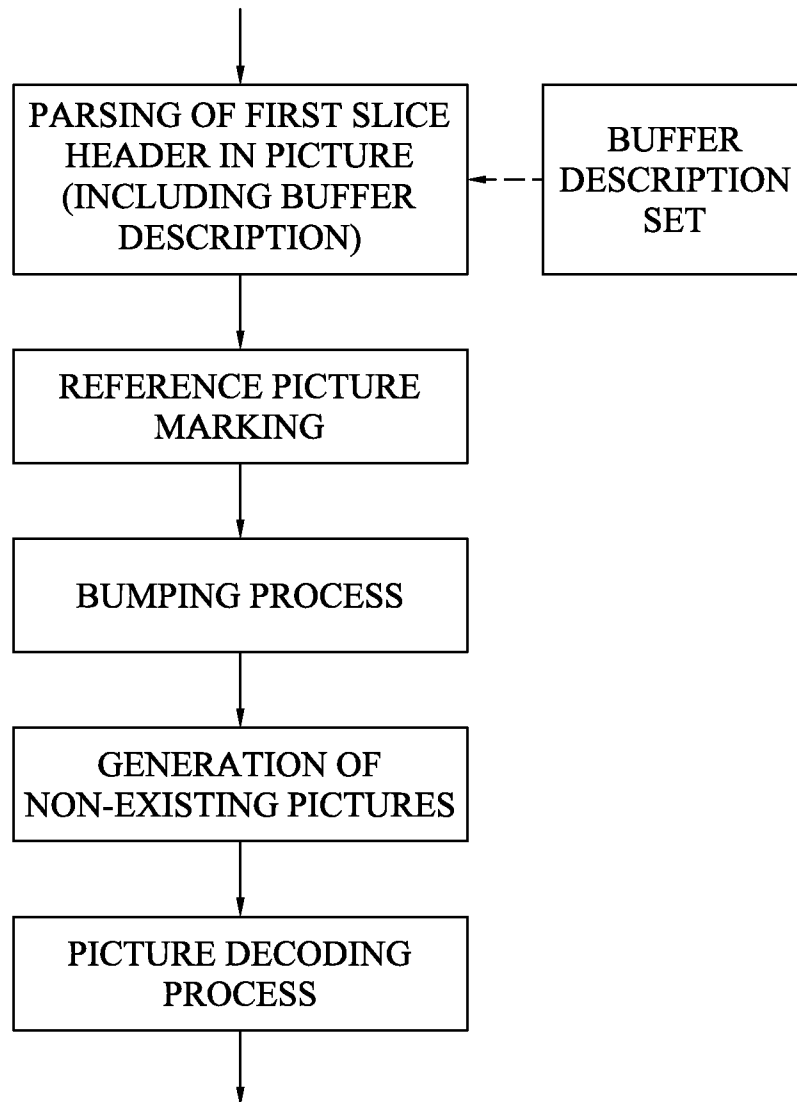 PARSING OF FIRST SLICE
HEADER IN PICTURE
(INCLUDING BUFFER
DESCRIPTION)
BUFFER
DESCRIPTION
SET
REFERENCE PICTURE
MARKING
BUMPING PROCESS
GENERATION OF
NON-EXISTING PICTURES
PICTURE DECODING
PROCESS